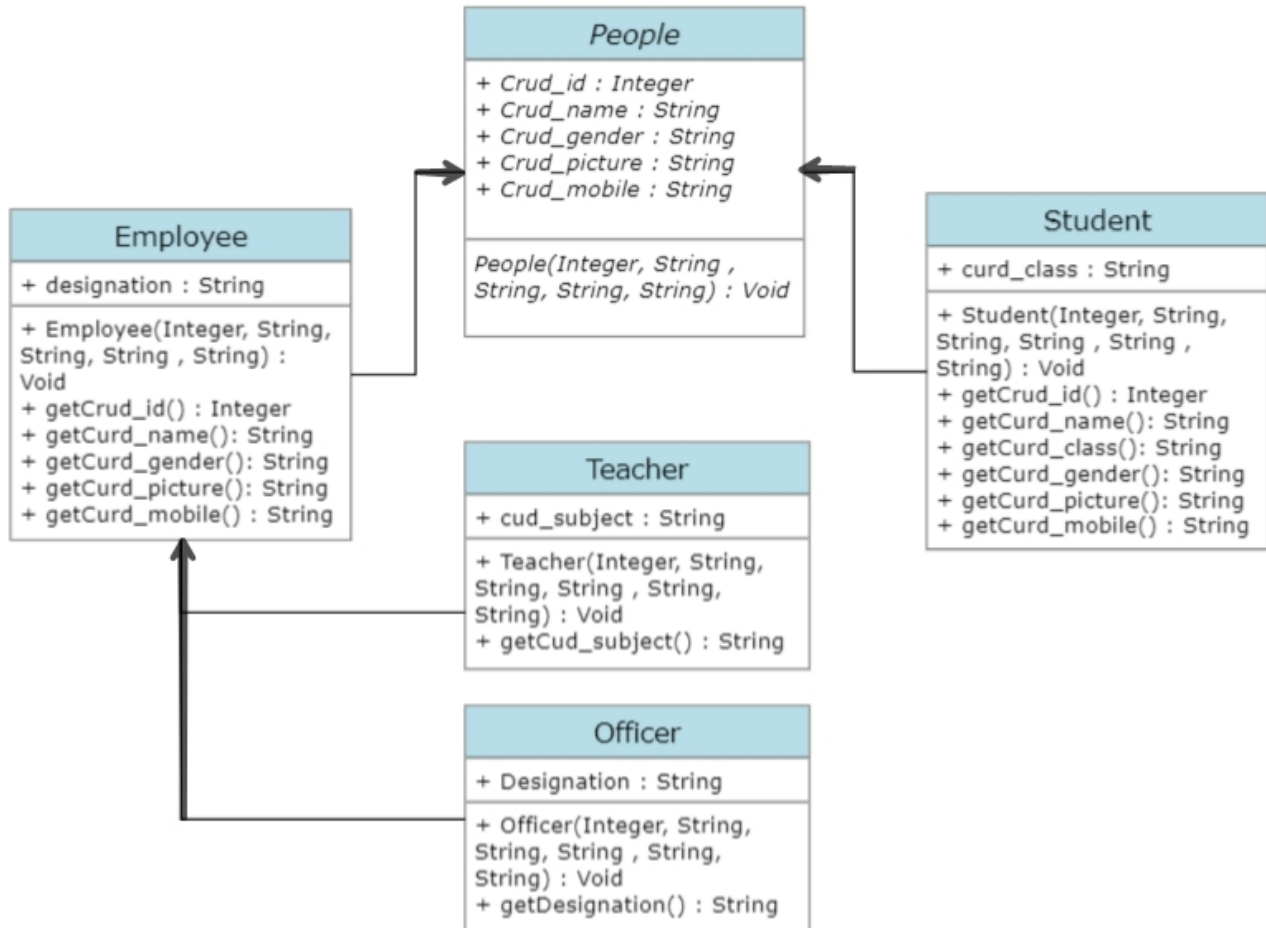 People
+ Crud_id : Integer
+ Crud_name : String
+ Crud_gender : String
+ Crud_picture : String
+ Crud_mobile : String
People(Integer, String ,
String, String, String) : Void
Employee
+ designation : String
+ Employee(Integer, String,
String, String , String) :
Void
+ getCrud_id() : Integer
+ getCurd_name(): String
+ getCurd_gender(): String
+ getCurd_picture(): String
+ getCurd_mobile() : String
Student
+ curd_class : String
+ Student(Integer, String,
String, String , String ,
String) : Void
+ getCrud_id() : Integer
+ getCurd_name(): String
+ getCurd_class(): String
+ getCurd_gender(): String
+ getCurd_picture(): String
+ getCurd_mobile() : String
Teacher
+ cud_subject : String
+ Teacher(Integer, String,
String, String , String,
String) : Void
+ getCud_subject() : String
Officer
+ Designation : String
+ Officer(Integer, String,
String, String , String,
String) : Void
+ getDesignation() : String